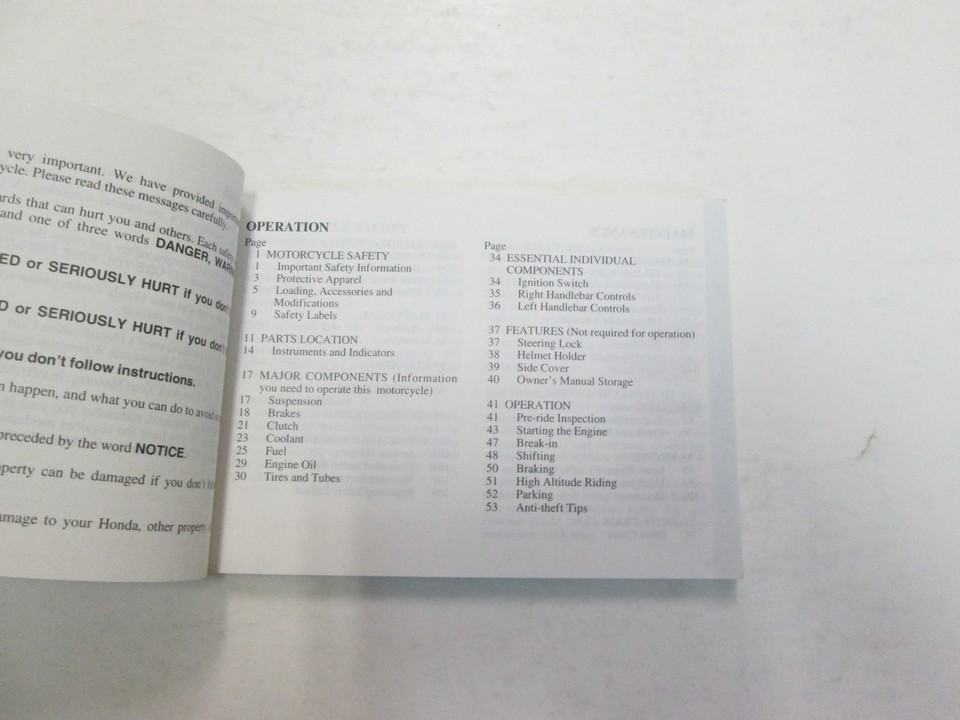 very important. We have provided
ycle. Please read these messages carefully.
ards that can hurt you and others. Each
and one of three words DANGER,
ED or SERIOUSLY HURT if you don't
D or SERIOUSLY HURT if you don't
you don't follow instructions.
n happen, and what you can do to avoid
preceded by the word NOTICE.
operty can be damaged if you don't
amage to your Honda, other property
OPERATION
Page
1 MOTORCYCLE SAFETY
1 Important Safety Information
3 Protective Apparel
5 Loading, Accessories and
Modifications
9 Safety Labels
11 PARTS LOCATION
14 Instruments and Indicators
17 MAJOR COMPONENTS (Information
you need to operate this motorcycle)
17 Suspension
18 Brakes
21 Clutch
23 Coolant
25 Fuel
29 Engine Oil
30 Tires and Tubes
Page
34 ESSENTIAL INDIVIDUAL
COMPONENTS
34 Ignition Switch
35 Right Handlebar Controls
36 Left Handlebar Controls
37 FEATURES (Not required for operation)
37 Steering Lock
38 Helmet Holder
39 Side Cover
40 Owner's Manual Storage
41 OPERATION
41 Pre-ride Inspection
43 Starting the Engine
47 Break-in
48 Shifting
50 Braking
51 High Altitude Riding
52 Parking
53 Anti-theft Tips